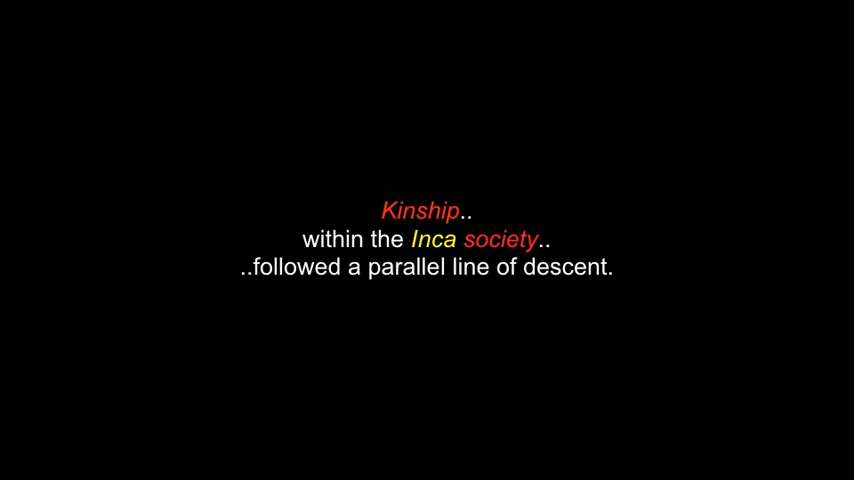 Kinship..
within the Inca society..
..followed a parallel line of descent.